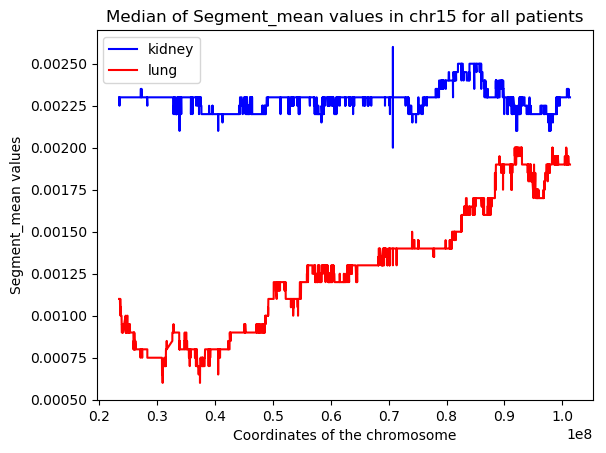 Median of Segment_mean values in chr15 for all patients
kidney
lung
Segment_mean values
0.00250
0.00225
0.00200
0.00175
0.00150
0.00125
0.00100
0.00075
0.00050
0.2 0.3 0.4 0.5 0.6 0.7 0.8 0.9 1.0
1e8
Coordinates of the chromosome